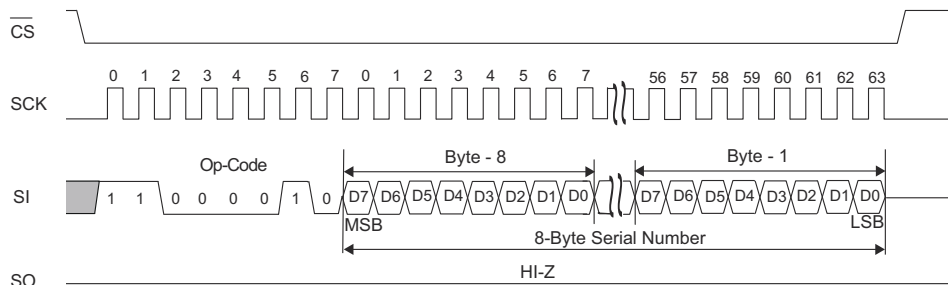 CS
0 1 2 3 4 5 6 7 0 1 2 3 4 5 6 7 56 57 58 59 60 61 62 63
SCK
Op-Code Byte - 8 Byte - 1
SI 1 1 0 0 0 0 1 0 D7 D6 D5 D4 D3 D2 D1 D0 D7 D6 D5 D4 D3 D2 D1 D0
MSB LSB
8-Byte Serial Number
HI-Z
SO